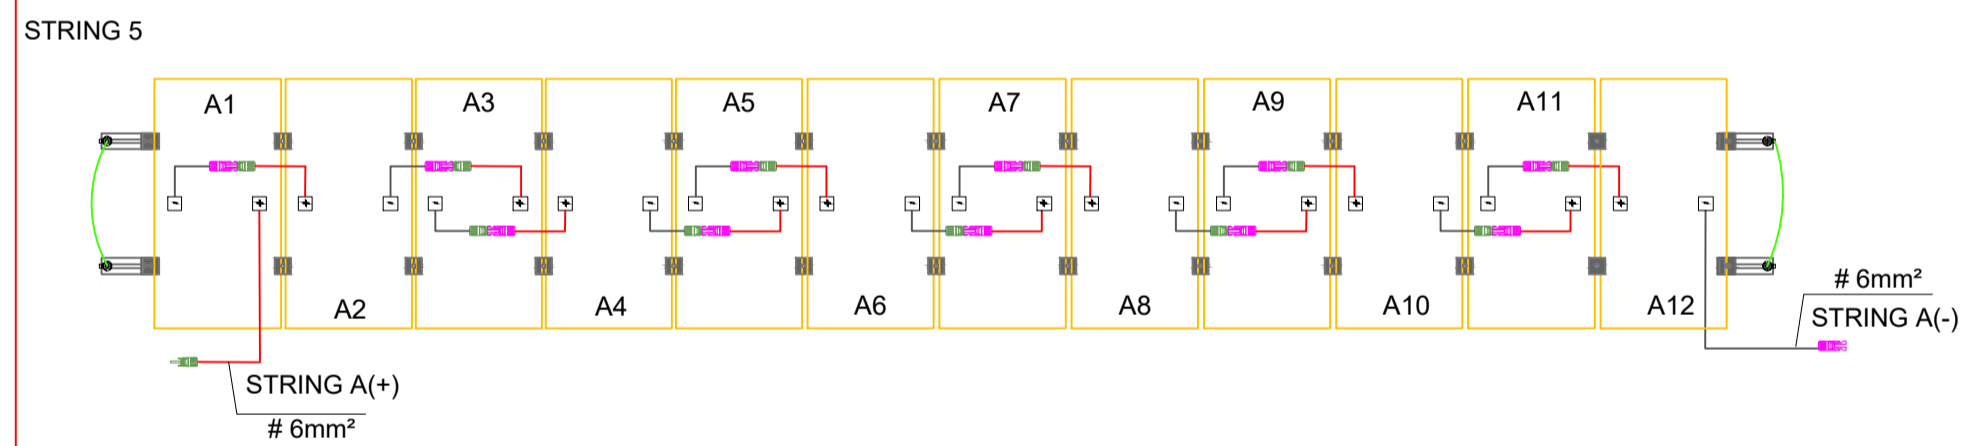 STRING 5
A1
A3
A5
A7
A9
A11
- + + - - + + - - + + - - + + - - + + - - + + -
A2
A4
A6
A8
A10
A12
# 6mm²
STRING A(-)
STRING A(+)
# 6mm²